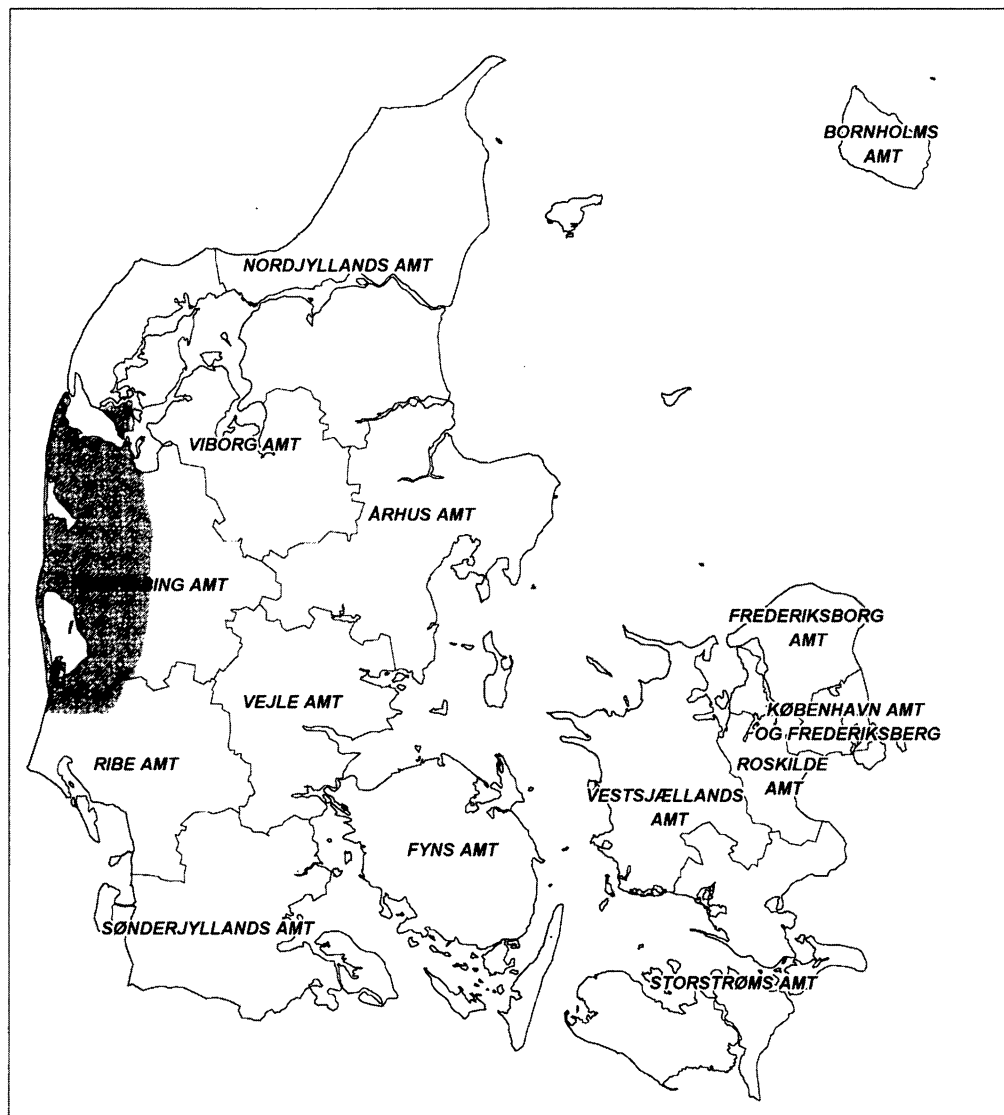 BORNHOLMS
AMT
NORDJYLLANDS AMT
VIBORG AMT
ÅRHUS AMT
AMT
FREDERIKSBORG
AMT
VEJLE AMT
KØBENHAVN AMT
OG FREDERIKSBERG
RIBE AMT
ROSKILDE
AMT
VESTSJÆLLANDS
AMT
FYNS AMT
SØNDERJYLLANDS AMT
STORSTRØMS AMT